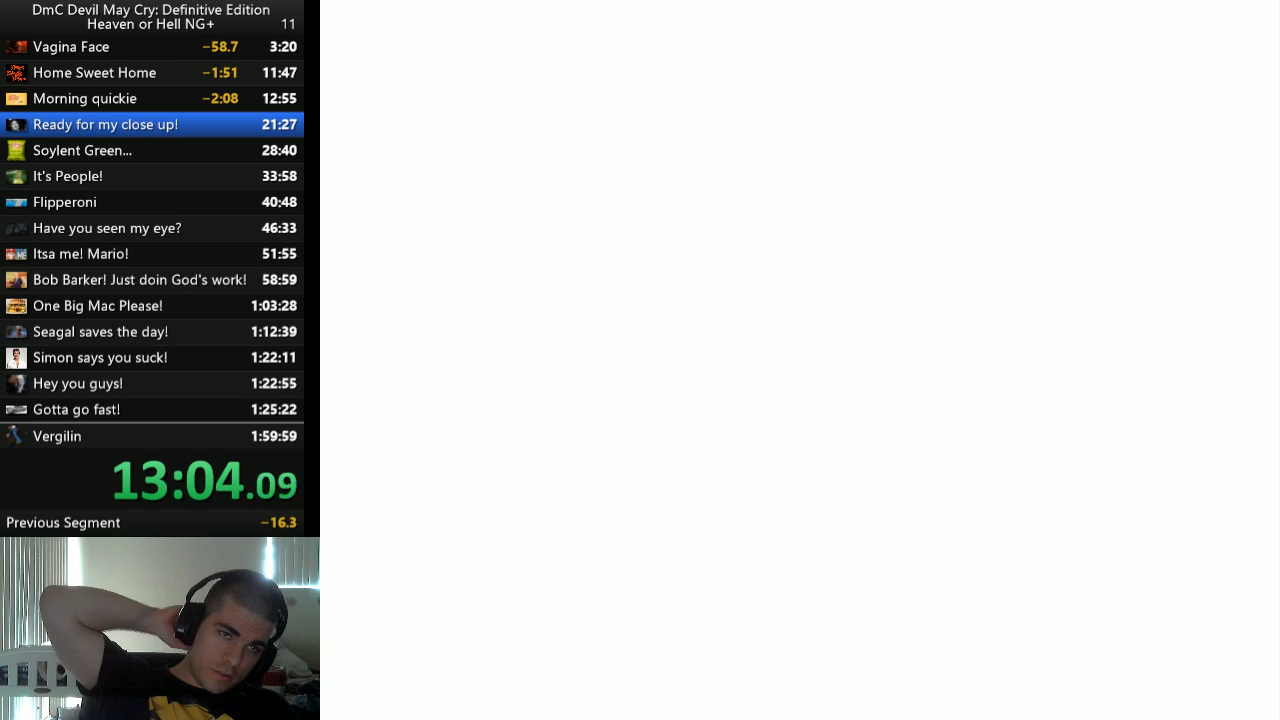 DmC Devil May Cry: Definitive Edition
Heaven or Hell NG+ 11
Vagina Face −58.7 3:20
Home Sweet Home −1:51 11:47
Morning quickie −2:08 12:55
Ready for my close up! 21:27
Soylent Green... 28:40
It's People! 33:58
Flipperoni 40:48
Have you seen my eye? 46:33
Itsa me! Mario! 51:55
Bob Barker! Just doin God's work! 58:59
One Big Mac Please! 1:03:28
Seagal saves the day! 1:12:39
Simon says you suck! 1:22:11
Hey you guys! 1:22:55
Gotta go fast! 1:25:22
Vergilin 1:59:59
13:04.09
Previous Segment −16.3